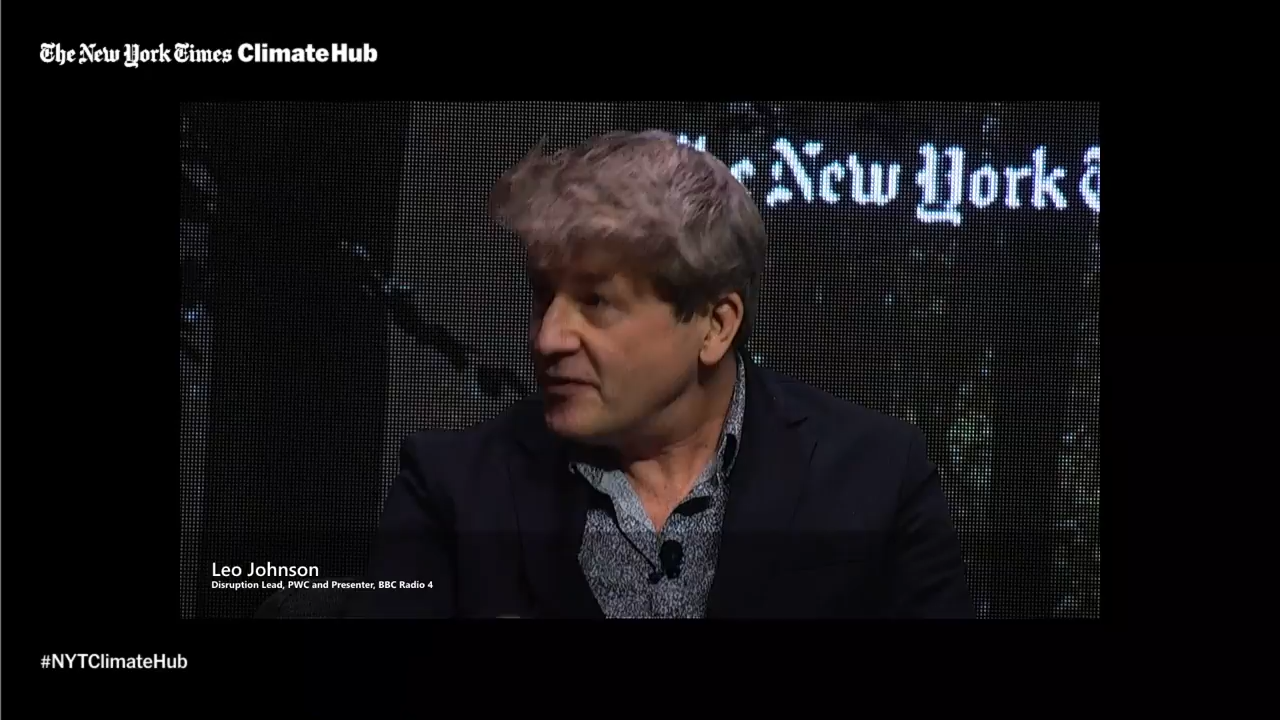 The New York Times Climate Hub
The New York
Leo Johnson
Disruption Lead, PWC and Presenter, BBC Radio 4
#NYTClimateHub